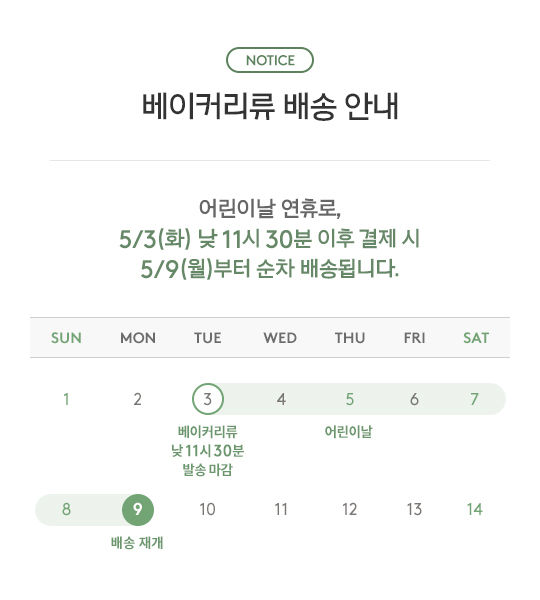 NOTICE
베이커리류 배송 안내
어린이날 연휴로,
5/3(화) 낮 11시 30분 이후 결제 시
5/9(월)부터 순차 배송됩니다.
SUN MON TUE WED THU FRI SAT
1 2 3 4 5 6 7
베이커리류 어린이날
낮 11시 30분
발송 마감
8 9 10 11 12 13 14
배송 재개